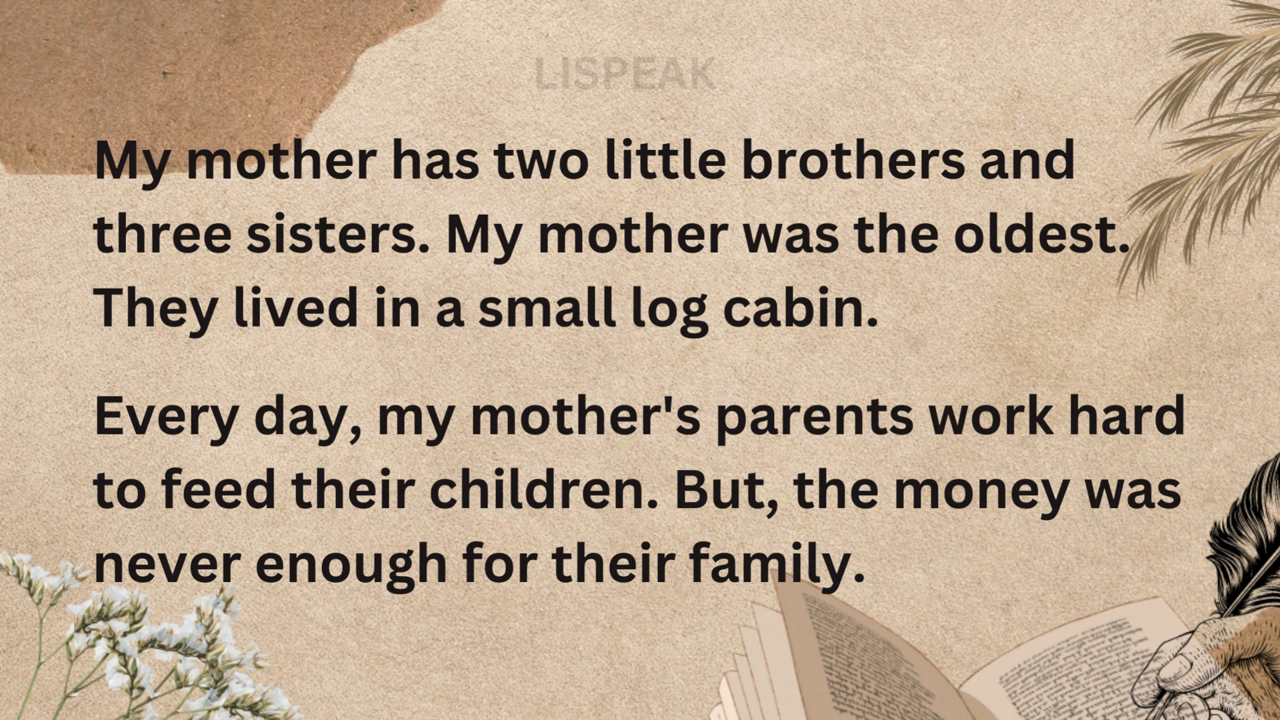 LISPEAK
My mother has two little brothers and
three sisters. My mother was the oldest.
They lived in a small log cabin.
Every day, my mother's parents work hard
to feed their children. But, the money was
never enough for their family.